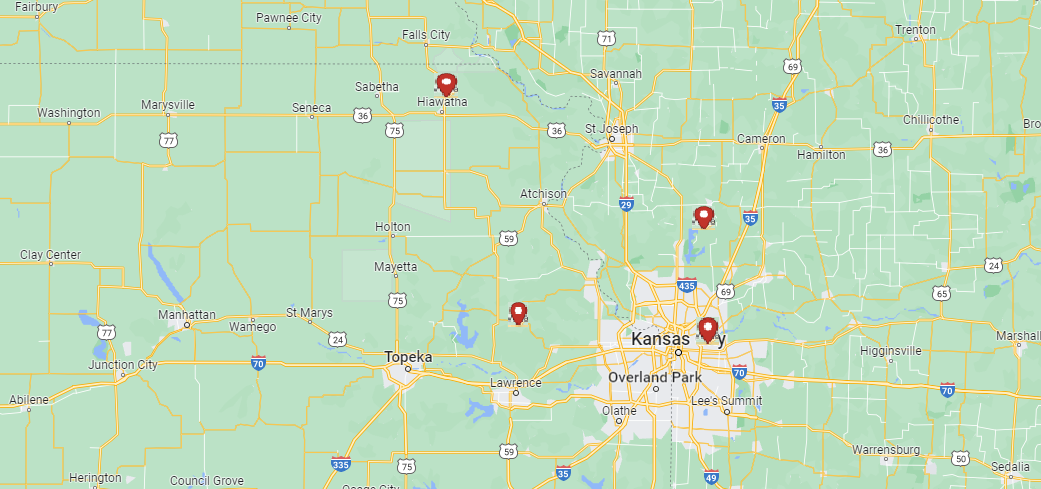 Fairbury
Pawnee City
Falls City
71
Trenton
69
Savannah
Sabetha
Hiawatha
35
Washington
Marysville
Seneca
36
75
36
St Joseph
Chillicothe
Bro
77
Cameron
Hamilton
36
Atchison
29
35
Holton
59
Clay Center
Mayetta
24
435
69
65
75
Manhattan
St Marys
Wamego
77
24
Kansas y
Marshall
Topeka
Higginsville
Junction City
70
Overland Park
70
70
Lawrence
Abilene
Lee's Summit
Olathe
59
Warrensburg
50
335
75
35
49
Sedalia
Herington
Council Grove
Osage City